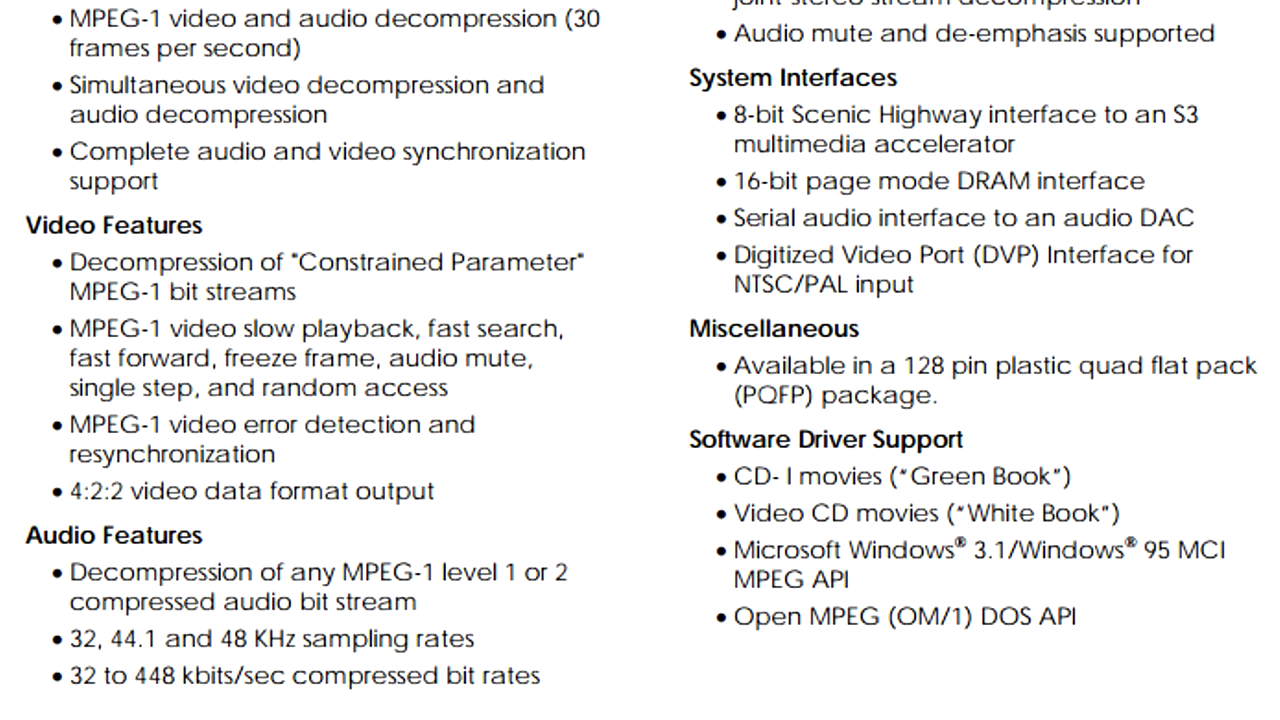 • MPEG-1 video and audio decompression (30
frames per second)
• Simultaneous video decompression and
audio decompression
• Complete audio and video synchronization
support
Video Features
• Decompression of "Constrained Parameter"
MPEG-1 bit streams
• MPEG-1 video slow playback, fast search,
fast forward, freeze frame, audio mute,
single step, and random access
• MPEG-1 video error detection and
resynchronization
• 4:2:2 video data format output
Audio Features
• Decompression of any MPEG-1 level 1 or 2
compressed audio bit stream
• 32, 44.1 and 48 KHz sampling rates
• 32 to 448 kbits/sec compressed bit rates
joint stereo stream decompression
• Audio mute and de-emphasis supported
System Interfaces
• 8-bit Scenic Highway interface to an S3
multimedia accelerator
• 16-bit page mode DRAM interface
• Serial audio interface to an audio DAC
• Digitized Video Port (DVP) Interface for
NTSC/PAL input
Miscellaneous
• Available in a 128 pin plastic quad flat pack
(PQFP) package.
Software Driver Support
• CD- I movies ("Green Book")
• Video CD movies ("White Book")
• Microsoft Windows® 3.1/Windows® 95 MCI
MPEG API
• Open MPEG (OM/1) DOS API